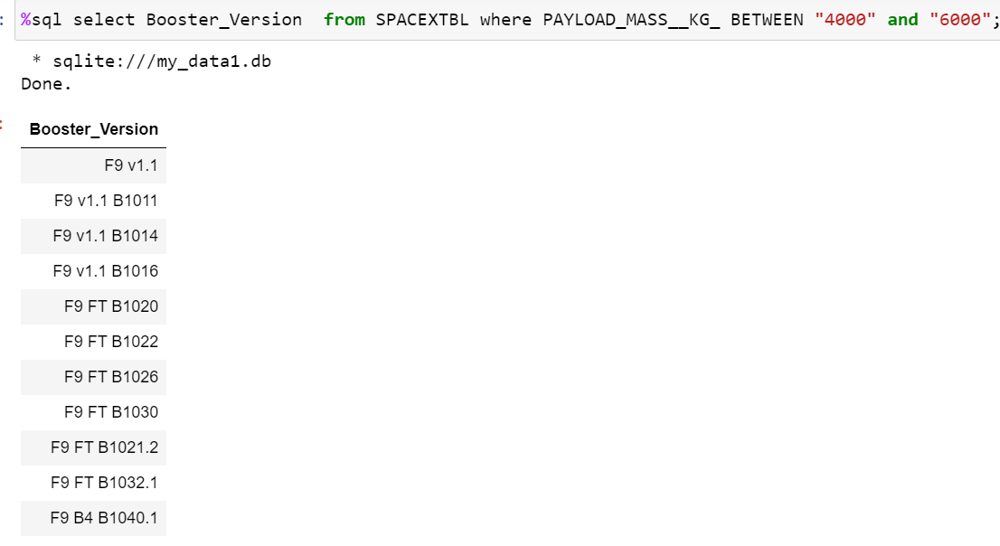 %sql select Booster_Version  from SPACEXTBL where PAYLOAD_MASS__KG_ BETWEEN "4000" and "6000";
* sqlite:///my_data1.db
Done.
Booster_Version
F9 v1.1
F9 v1.1 B1011
F9 v1.1 B1014
F9 v1.1 B1016
F9 FT B1020
F9 FT B1022
F9 FT B1026
F9 FT B1030
F9 FT B1021.2
F9 FT B1032.1
F9 B4 B1040.1